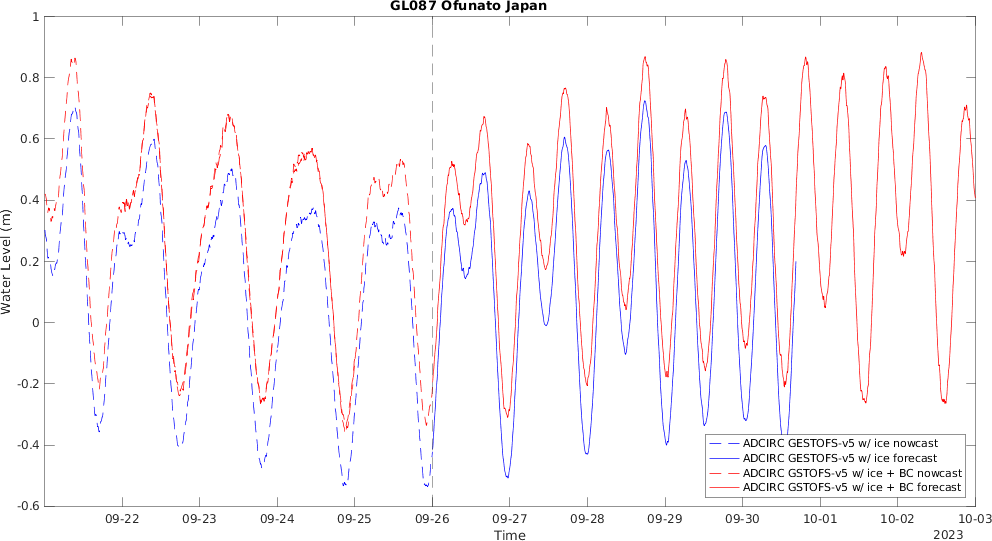 GL087 Ofunato Japan
1
0.8
0.6
0.4
0.2
0
-0.2
-0.4
-0.6
Water Level (m)
09-22 09-23 09-24 09-25 09-26 09-27 09-28 09-29 09-30 10-01 10-02 10-03
Time
2023
ADCIRC GESTOFS-v5 w/ ice nowcast
ADCIRC GESTOFS-v5 w/ ice forecast
ADCIRC GSTOFS-v5 w/ ice + BC nowcast
ADCIRC GSTOFS-v5 w/ ice + BC forecast